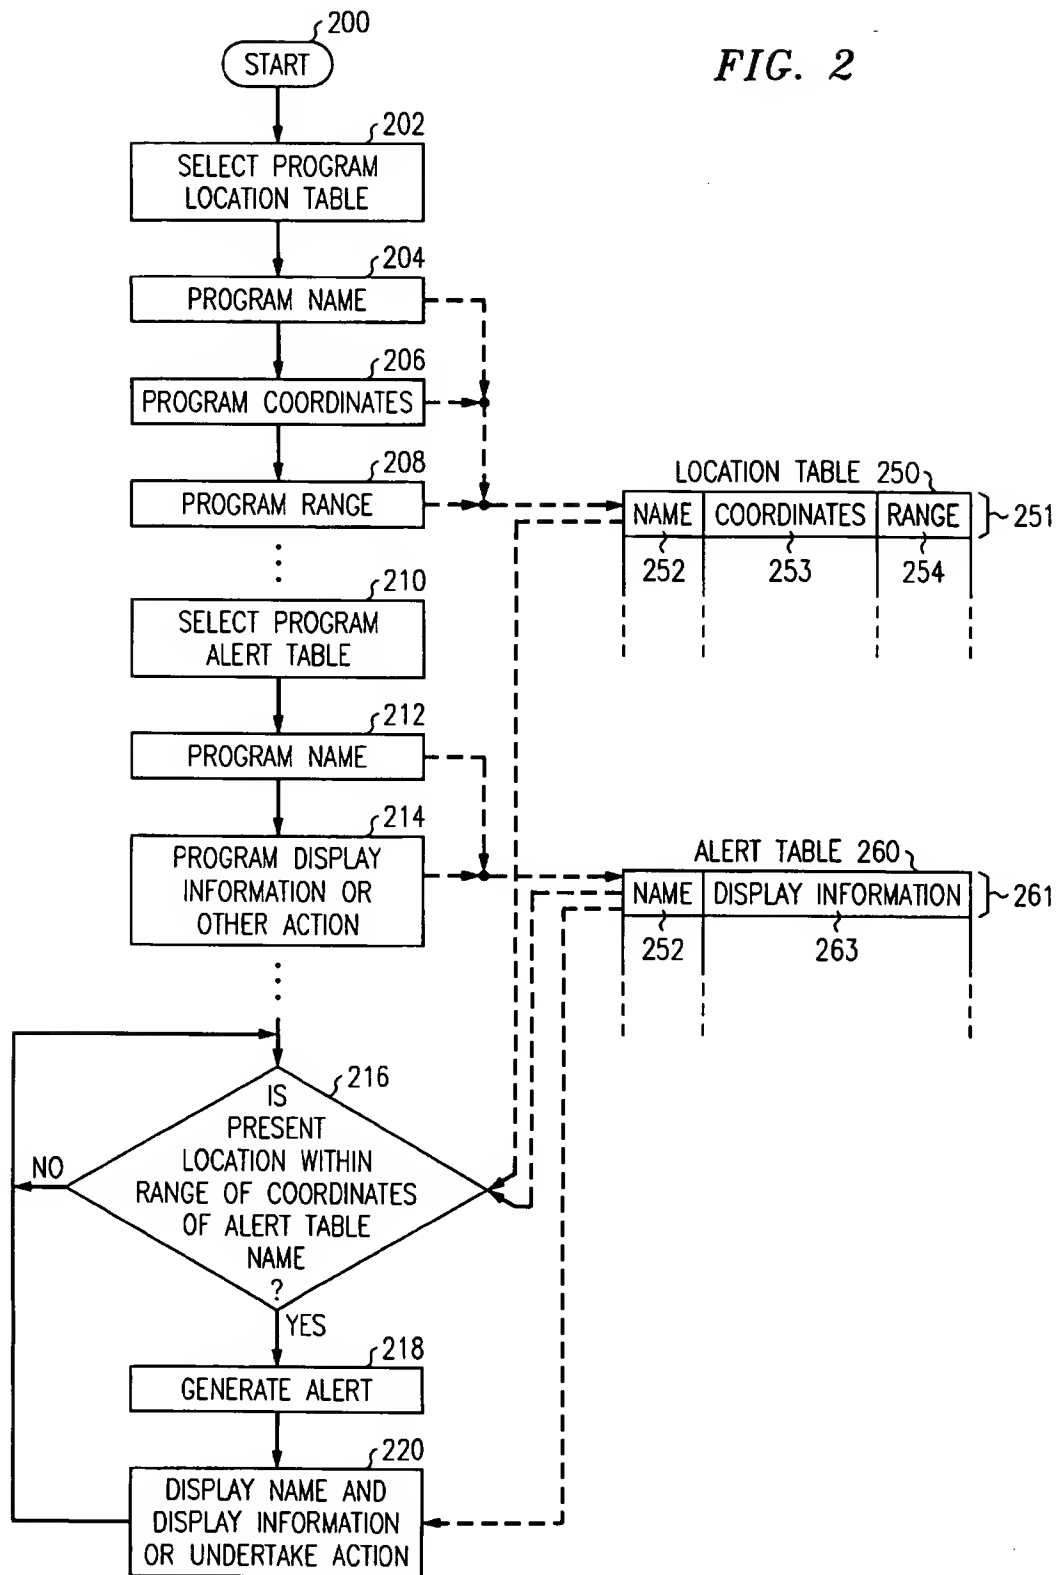 200
START
FIG. 2
202
SELECT PROGRAM
LOCATION TABLE
204
PROGRAM NAME
206
PROGRAM COORDINATES
208
PROGRAM RANGE
LOCATION TABLE 250
NAME
COORDINATES
RANGE
251
252
253
254
210
SELECT PROGRAM
ALERT TABLE
212
PROGRAM NAME
214
PROGRAM DISPLAY
INFORMATION OR
OTHER ACTION
ALERT TABLE 260
NAME
DISPLAY INFORMATION
261
252
263
216
IS
PRESENT
LOCATION WITHIN
RANGE OF COORDINATES
OF ALERT TABLE
NAME
?
NO
YES
218
GENERATE ALERT
220
DISPLAY NAME AND
DISPLAY INFORMATION
OR UNDERTAKE ACTION